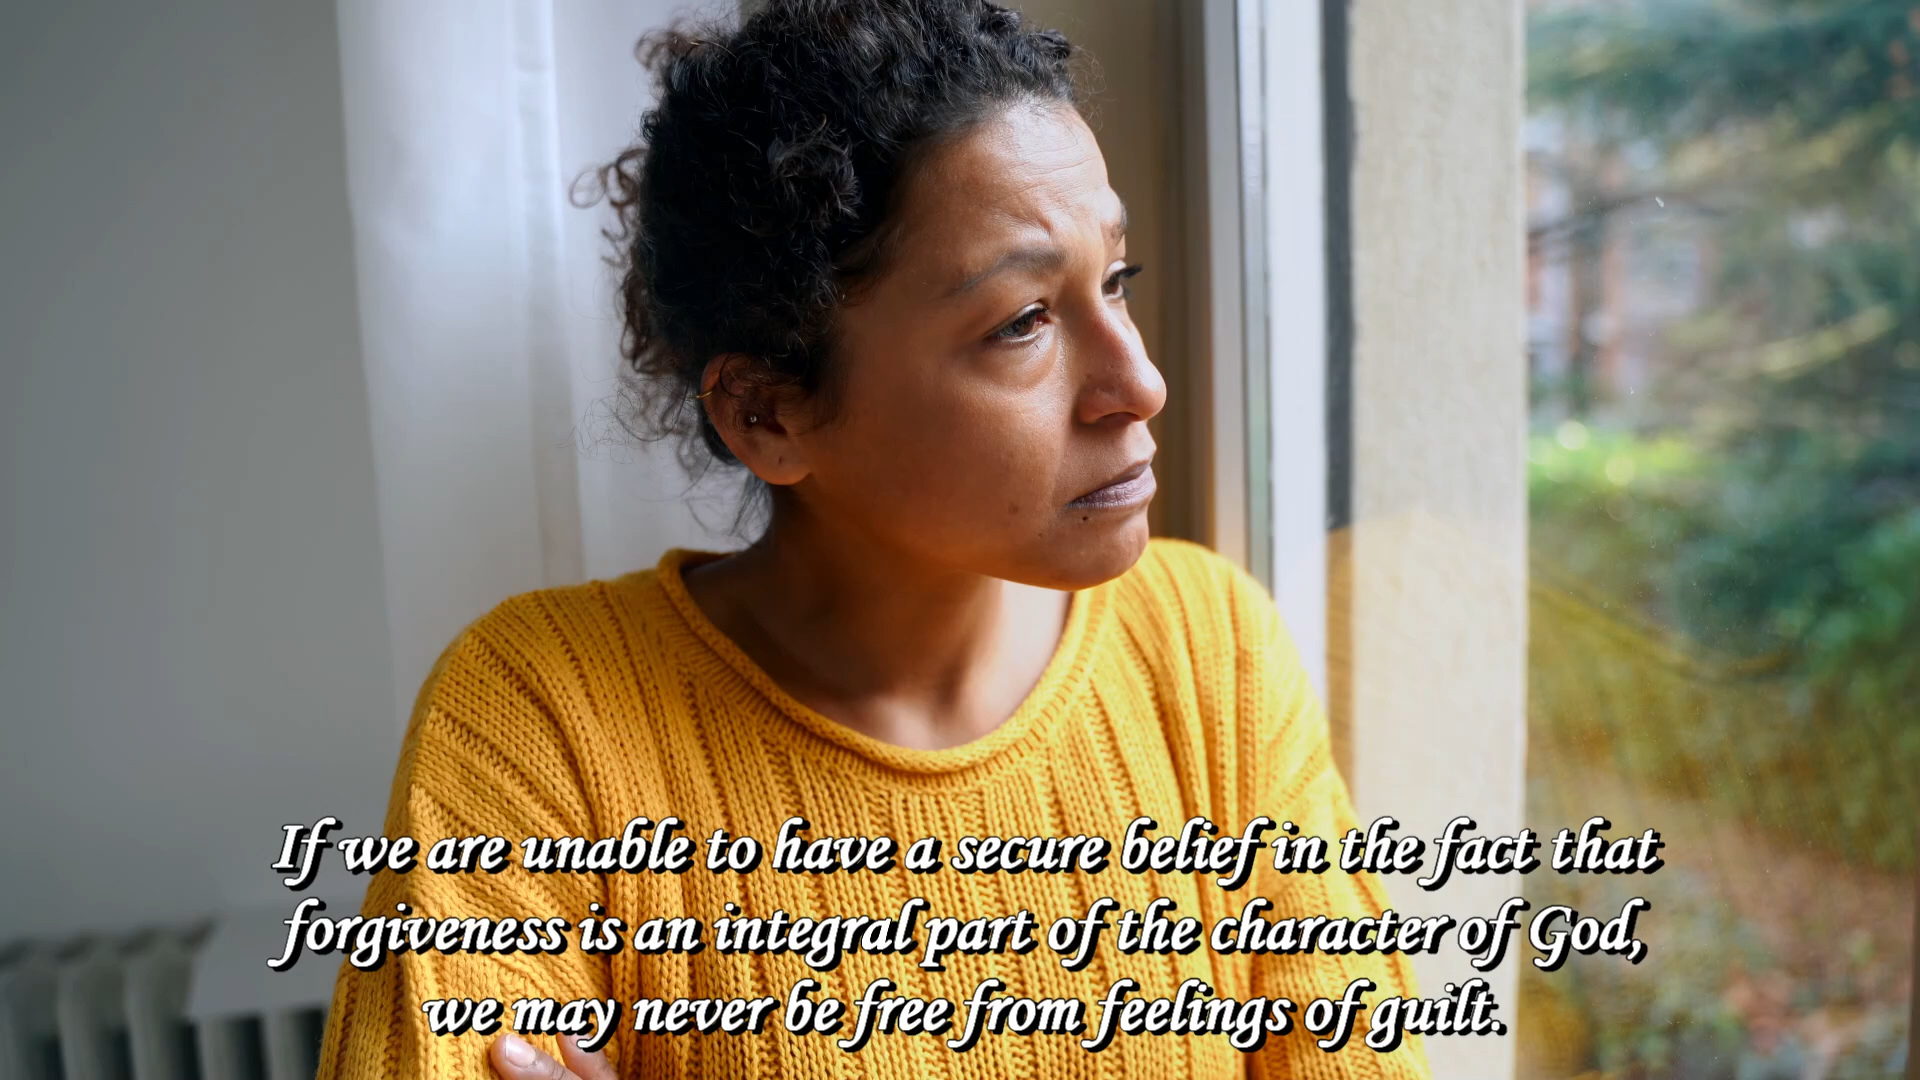 If we are unable to have a secure belief in the fact that
forgiveness is an integral part of the character of God,
we may never be free from feelings of guilt.